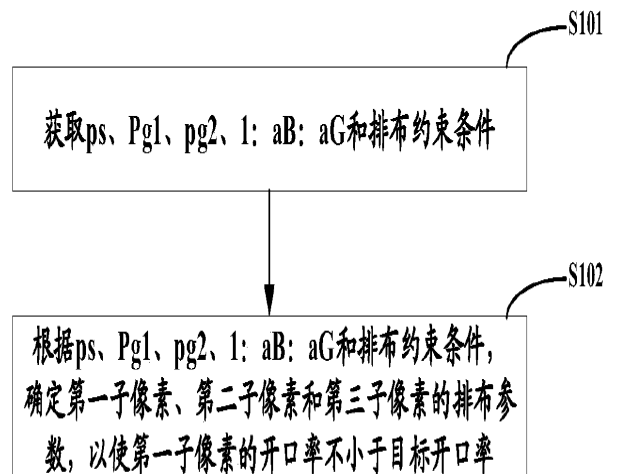 S101
获取ps、Pg1、pg2、1：aB：aG和排布约束条件
S102
根据ps、Pg1、pg2、1：aB：aG和排布约束条件，
确定第一子像素、第二子像素和第三子像素的排布参
数，以使第一子像素的开口率不小于目标开口率